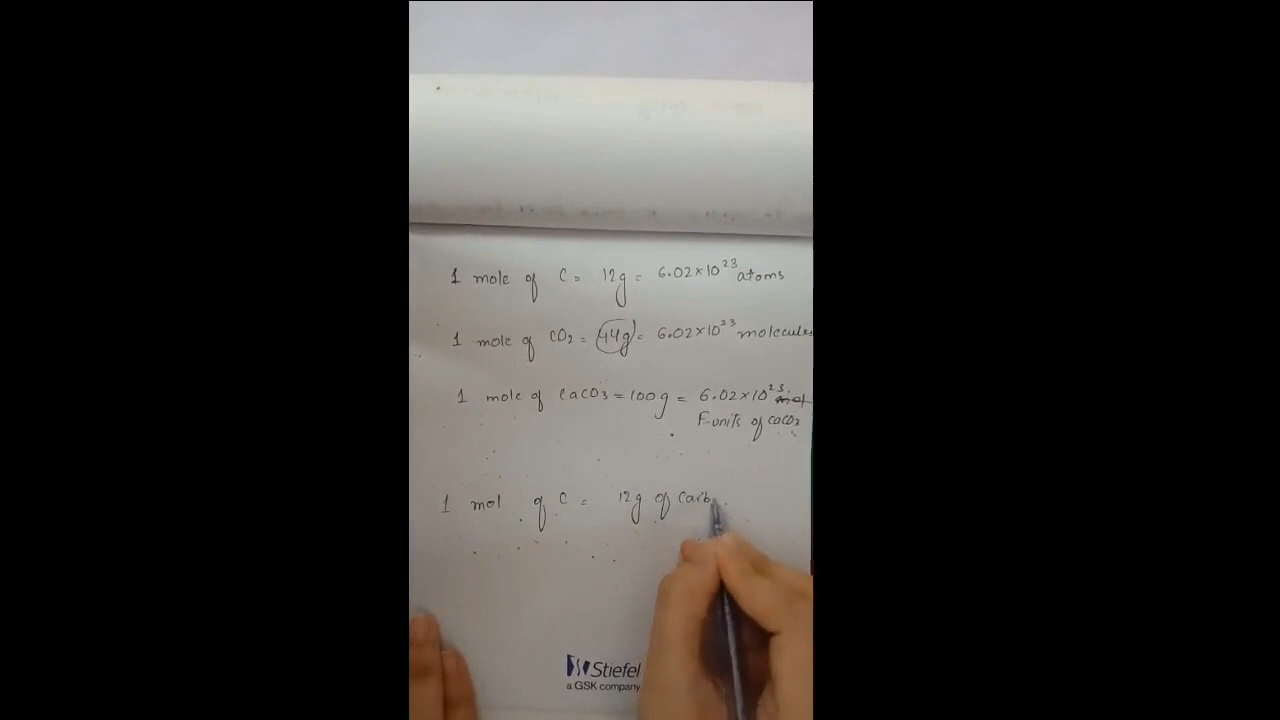 1 mole of C = 12g = 6.02×10²³ atoms
1 mole of CO₂ = 44g = 6.02×10²³ molecules
1 mole of CaCO₃ = 100g = 6.02×10²³
F-units of CaCO₃
1 mol of C = 12g of Carb
Stiefel
a GSK company